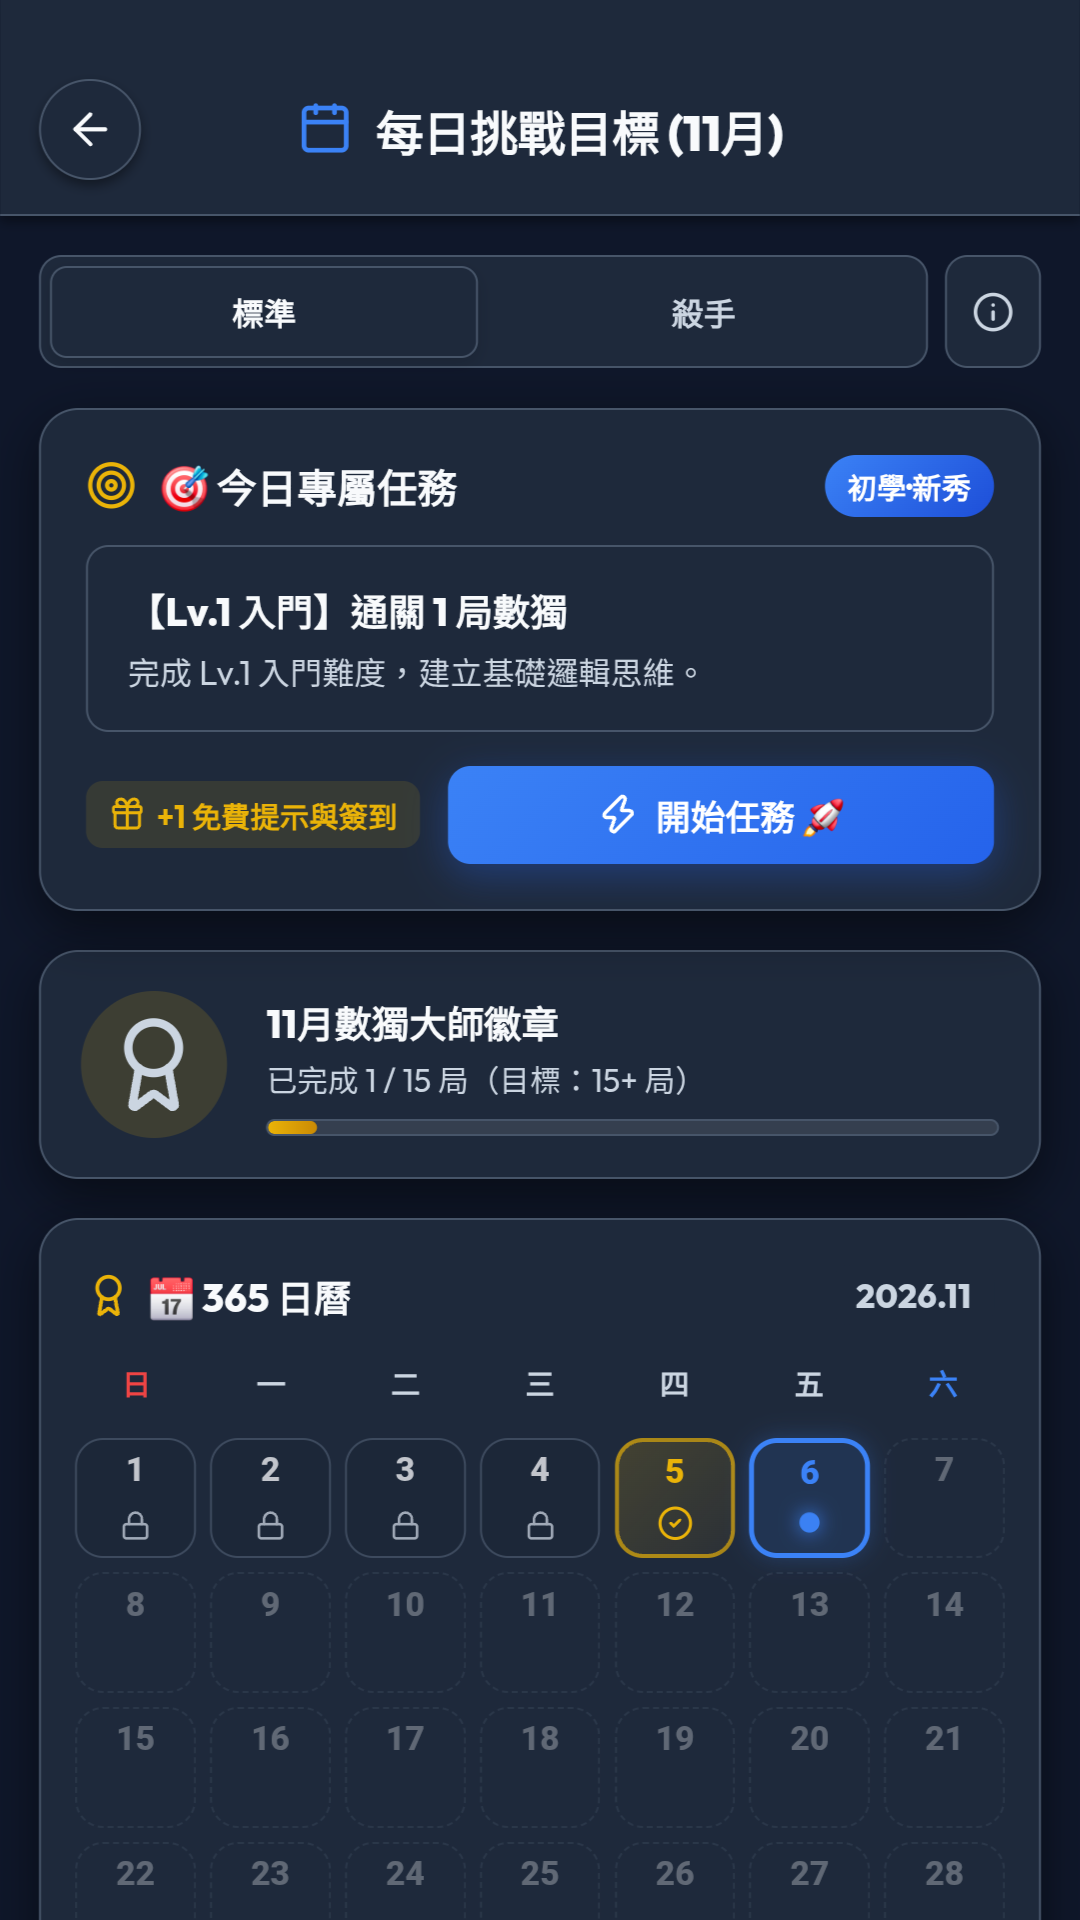 每日挑戰目標 (11月)
標準
殺手
🎯 今日專屬任務
初學·新秀
【Lv.1 入門】通關 1 局數獨
完成 Lv.1 入門難度，建立基礎邏輯思維。
+1 免費提示與簽到
開始任務 🚀
11月數獨大師徽章
已完成 1 / 15 局（目標：15+ 局）
📅 365 日曆
2026.11
日 一 二 三 四 五 六
1 2 3 4 5 6 7
8 9 10 11 12 13 14
15 16 17 18 19 20 21
22 23 24 25 26 27 28